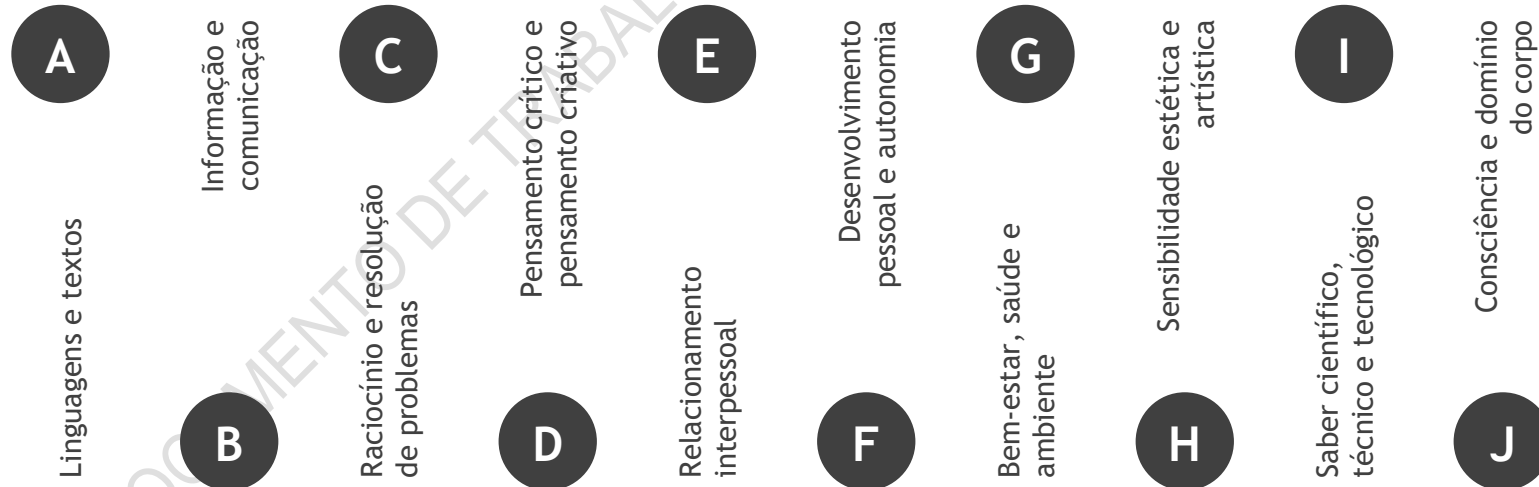 A
Linguagens e textos
Informação e
comunicação
B
C
Raciocínio e resolução
de problemas
Pensamento crítico e
pensamento criativo
D
E
Relacionamento
interpessoal
Desenvolvimento
pessoal e autonomia
F
G
Bem-estar, saúde e
ambiente
Sensibilidade estética e
artística
H
I
Saber científico,
técnico e tecnológico
Consciência e domínio
do corpo
J